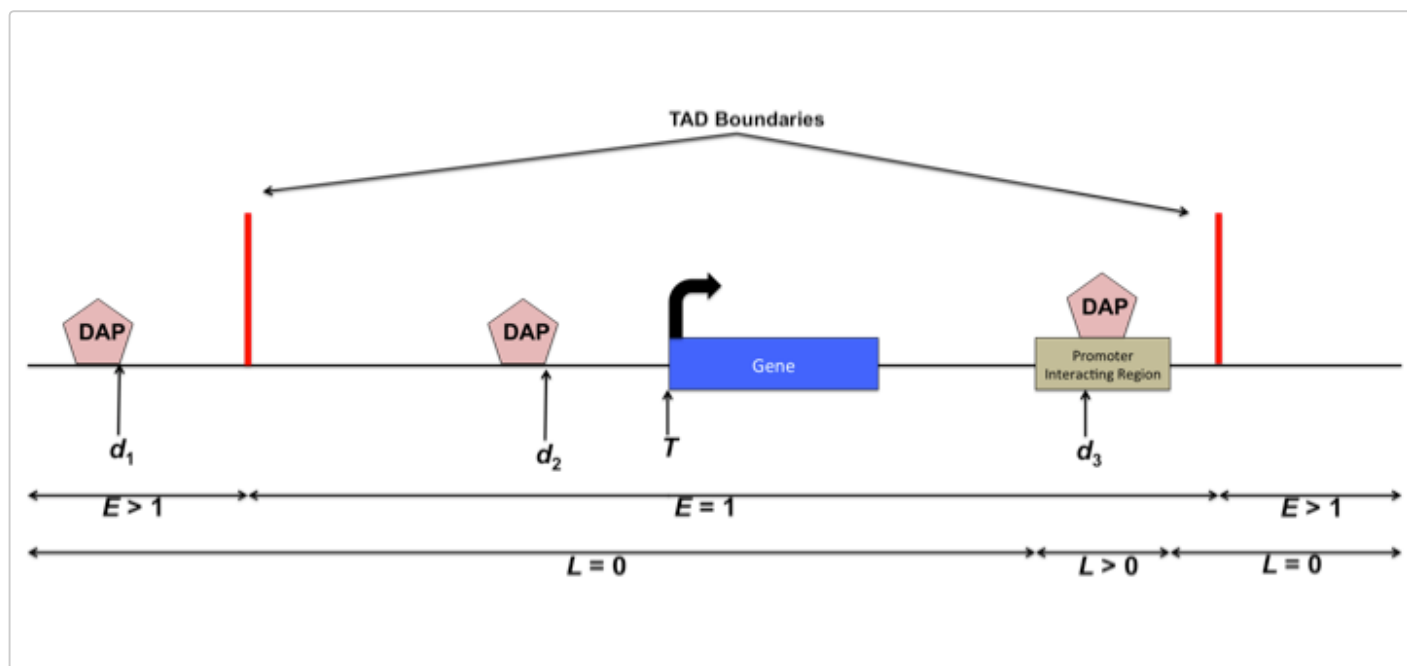 TAD Boundaries
DAP
DAP
DAP
Gene
Promoter
Interacting Region
d1
d2
T
d3
E > 1
E = 1
E > 1
L = 0
L > 0
L = 0